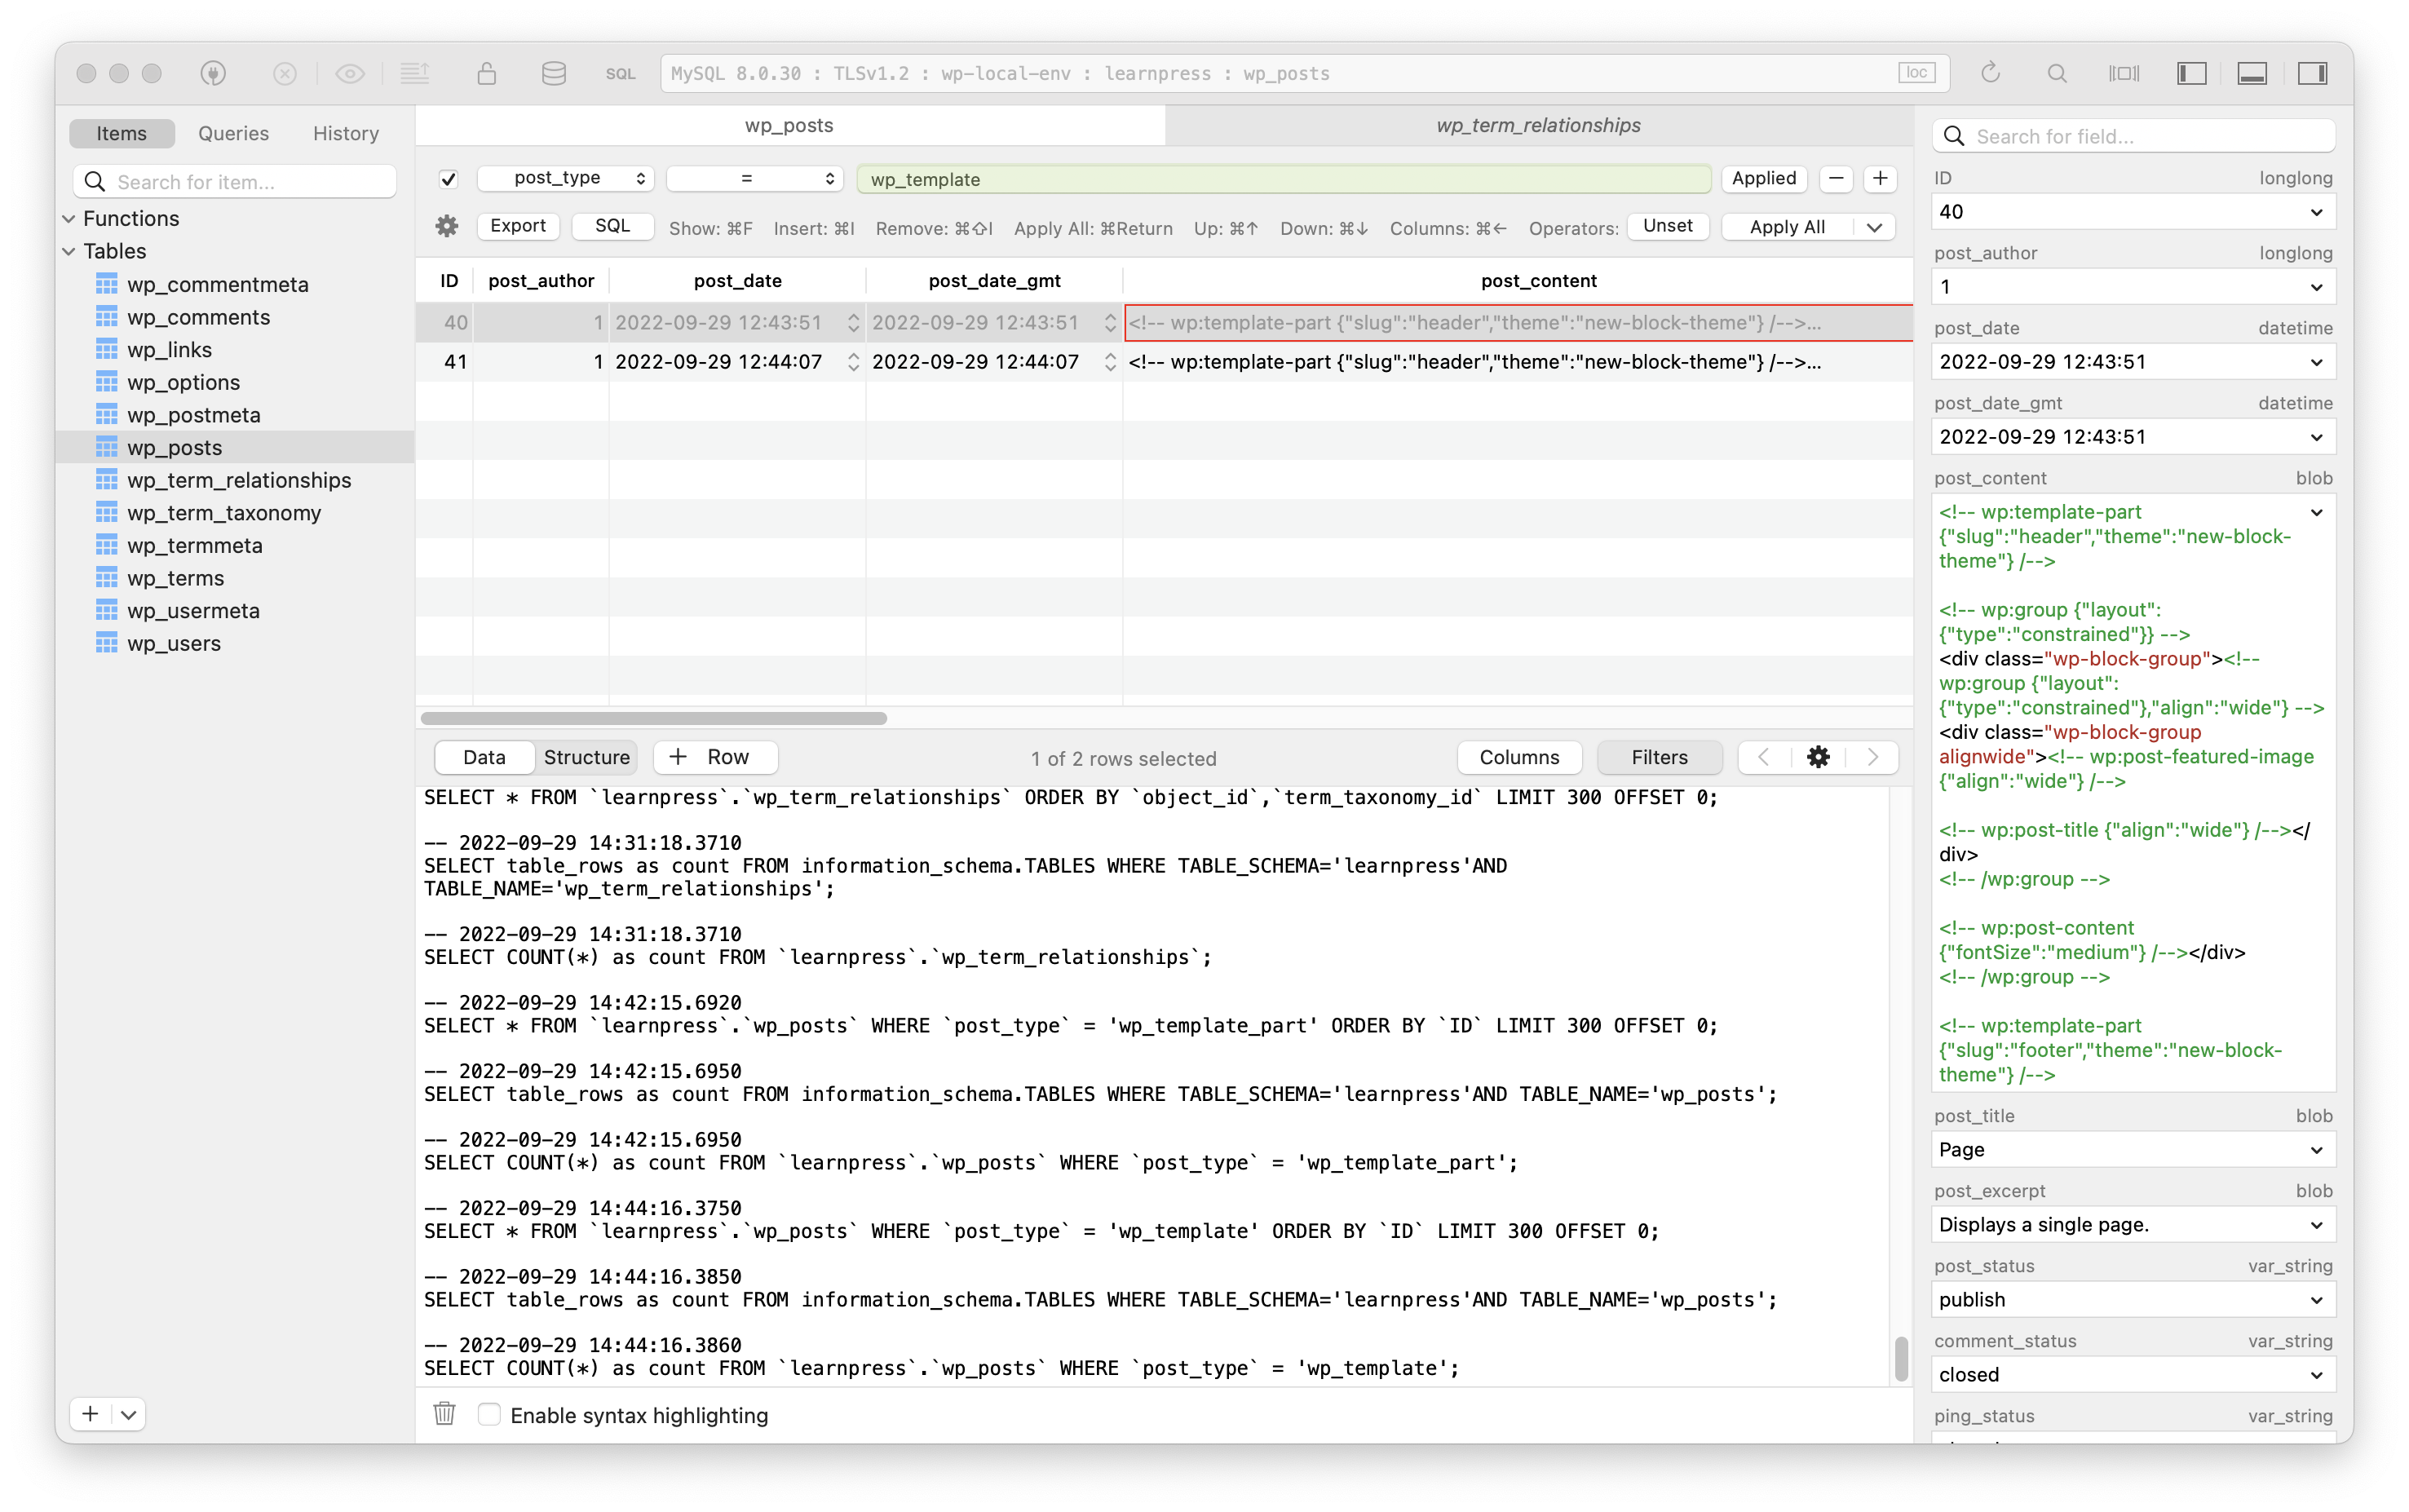 SQL
MySQL 8.0.30 : TLSv1.2 : wp-local-env : learnpress : wp_posts
loc
Items
Queries
History
Search for item...
Functions
Tables
wp_commentmeta
wp_comments
wp_links
wp_options
wp_postmeta
wp_posts
wp_term_relationships
wp_term_taxonomy
wp_termmeta
wp_terms
wp_usermeta
wp_users
wp_posts
wp_term_relationships
post_type
=
wp_template
Applied
Export
SQL
Show: ⌘F
Insert: ⌘I
Remove: ⌘⇧I
Apply All: ⌘Return
Up: ⌘↑
Down: ⌘↓
Columns: ⌘←
Operators:
Unset
Apply All
ID post_author post_date post_date_gmt post_content
40 1 2022-09-29 12:43:51 2022-09-29 12:43:51 <!-- wp:template-part {"slug":"header","theme":"new-block-theme"} /-->...
41 1 2022-09-29 12:44:07 2022-09-29 12:44:07 <!-- wp:template-part {"slug":"header","theme":"new-block-theme"} /-->...
Data
Structure
+ Row
1 of 2 rows selected
Columns
Filters
SELECT * FROM `learnpress`.`wp_term_relationships` ORDER BY `object_id`,`term_taxonomy_id` LIMIT 300 OFFSET 0;
-- 2022-09-29 14:31:18.3710
SELECT table_rows as count FROM information_schema.TABLES WHERE TABLE_SCHEMA='learnpress'AND
TABLE_NAME='wp_term_relationships';
-- 2022-09-29 14:31:18.3710
SELECT COUNT(*) as count FROM `learnpress`.`wp_term_relationships`;
-- 2022-09-29 14:42:15.6920
SELECT * FROM `learnpress`.`wp_posts` WHERE `post_type` = 'wp_template_part' ORDER BY `ID` LIMIT 300 OFFSET 0;
-- 2022-09-29 14:42:15.6950
SELECT table_rows as count FROM information_schema.TABLES WHERE TABLE_SCHEMA='learnpress'AND TABLE_NAME='wp_posts';
-- 2022-09-29 14:42:15.6950
SELECT COUNT(*) as count FROM `learnpress`.`wp_posts` WHERE `post_type` = 'wp_template_part';
-- 2022-09-29 14:44:16.3750
SELECT * FROM `learnpress`.`wp_posts` WHERE `post_type` = 'wp_template' ORDER BY `ID` LIMIT 300 OFFSET 0;
-- 2022-09-29 14:44:16.3850
SELECT table_rows as count FROM information_schema.TABLES WHERE TABLE_SCHEMA='learnpress'AND TABLE_NAME='wp_posts';
-- 2022-09-29 14:44:16.3860
SELECT COUNT(*) as count FROM `learnpress`.`wp_posts` WHERE `post_type` = 'wp_template';
Enable syntax highlighting
Search for field...
ID longlong
40
post_author longlong
1
post_date datetime
2022-09-29 12:43:51
post_date_gmt datetime
2022-09-29 12:43:51
post_content blob
<!-- wp:template-part
{"slug":"header","theme":"new-block-
theme"} /-->
<!-- wp:group {"layout":
{"type":"constrained"}} -->
<div class="wp-block-group"><!--
wp:group {"layout":
{"type":"constrained"},"align":"wide"} -->
<div class="wp-block-group
alignwide"><!-- wp:post-featured-image
{"align":"wide"} /-->
<!-- wp:post-title {"align":"wide"} /--></
div>
<!-- /wp:group -->
<!-- wp:post-content
{"fontSize":"medium"} /--></div>
<!-- /wp:group -->
<!-- wp:template-part
{"slug":"footer","theme":"new-block-
theme"} /-->
post_title blob
Page
post_excerpt blob
Displays a single page.
post_status var_string
publish
comment_status var_string
closed
ping_status var_string